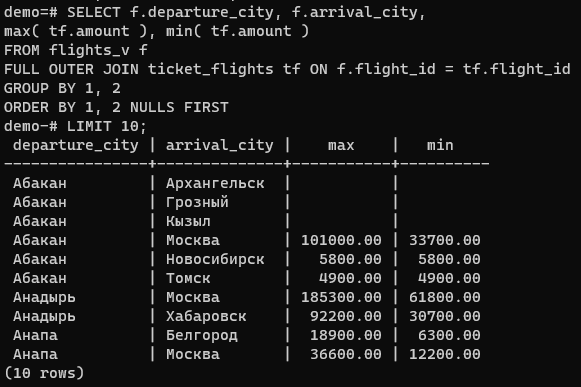 demo=# SELECT f.departure_city, f.arrival_city,
max( tf.amount ), min( tf.amount )
FROM flights_v f
FULL OUTER JOIN ticket_flights tf ON f.flight_id = tf.flight_id
GROUP BY 1, 2
ORDER BY 1, 2 NULLS FIRST
demo-# LIMIT 10;
 departure_city | arrival_city |    max    |   min
----------------+--------------+-----------+----------
 Абакан         | Архангельск  |           |
 Абакан         | Грозный      |           |
 Абакан         | Кызыл        |           |
 Абакан         | Москва       | 101000.00 | 33700.00
 Абакан         | Новосибирск  |   5800.00 |  5800.00
 Абакан         | Томск        |   4900.00 |  4900.00
 Анадырь        | Москва       | 185300.00 | 61800.00
 Анадырь        | Хабаровск    |  92200.00 | 30700.00
 Анапа          | Белгород     |  18900.00 |  6300.00
 Анапа          | Москва       |  36600.00 | 12200.00
(10 rows)